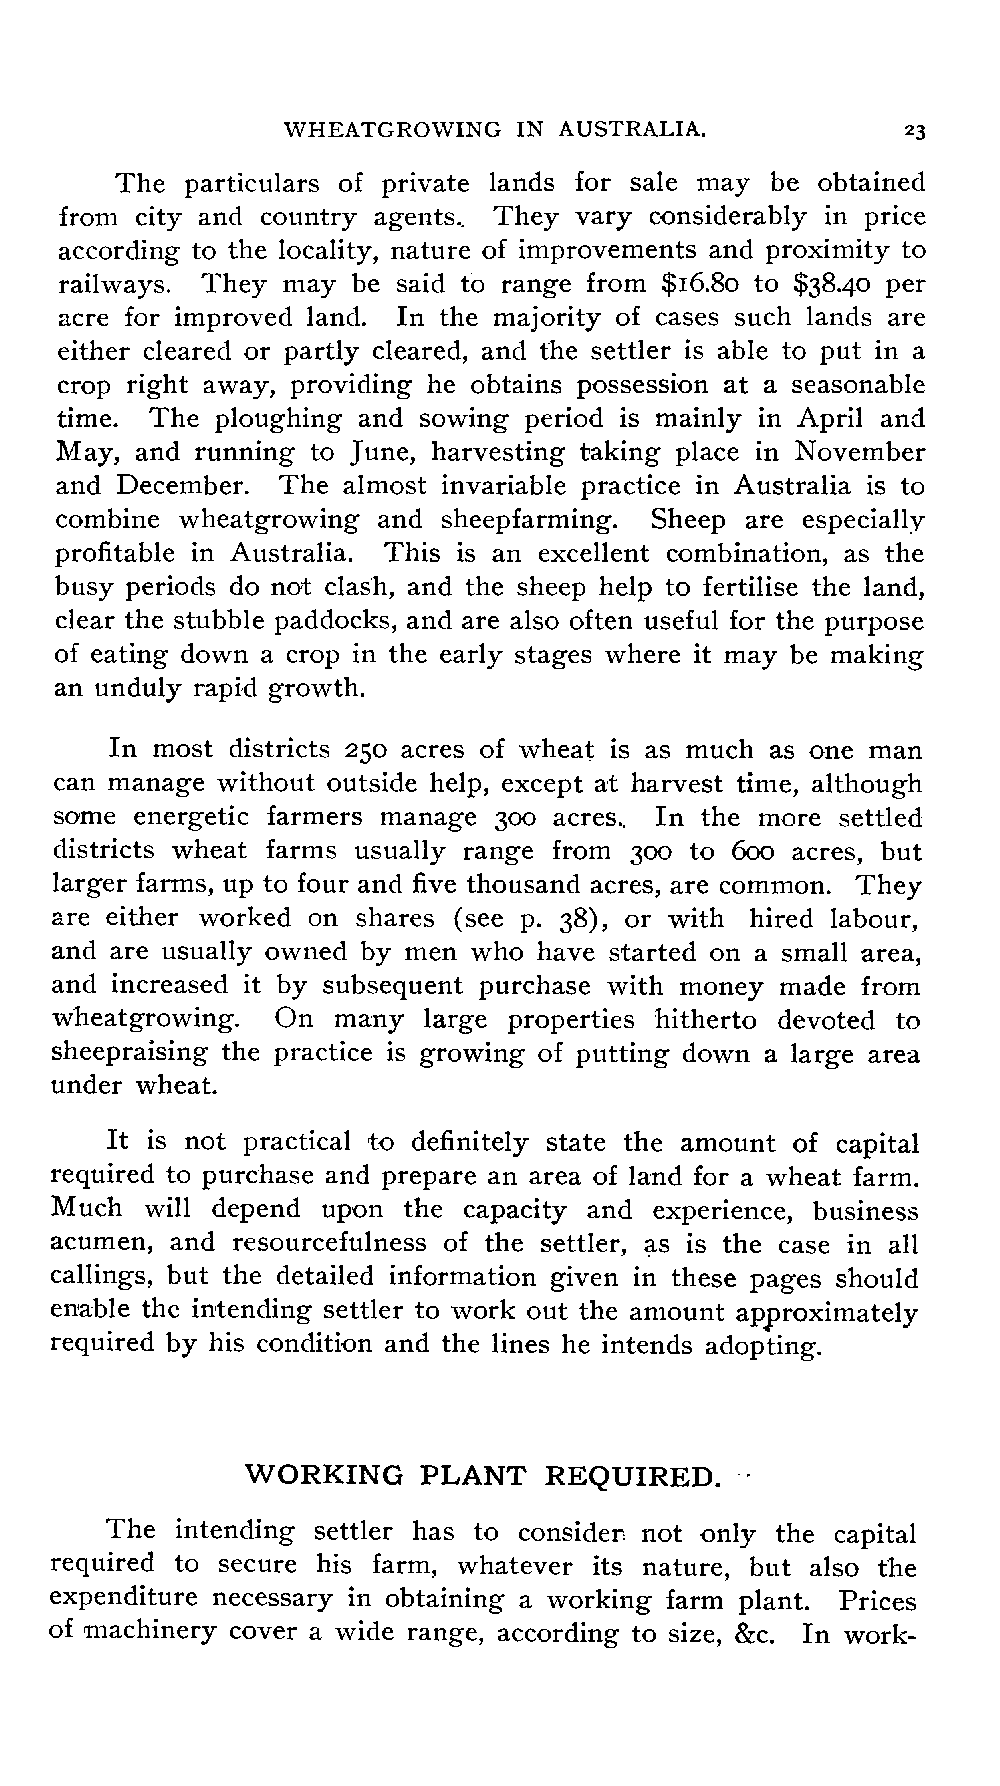 WHEATGROWING IN AUSTRALIA. 23
The particulars of private lands for sale may be obtained
from city and country agents. They vary considerably in price
according to the locality, nature of improvements and proximity to
railways. They may be said to range from $16.80 to $38.40 per
acre for improved land. In the majority of cases such lands are
either cleared or partly cleared, and the settler is able to put in a
crop right away, providing he obtains possession at a seasonable
time. The ploughing and sowing period is mainly in April and
May, and running to June, harvesting taking place in November
and December. The almost invariable practice in Australia is to
combine wheatgrowing and sheepfarming. Sheep are especially
profitable in Australia. This is an excellent combination, as the
busy periods do not clash, and the sheep help to fertilise the land,
clear the stubble paddocks, and are also often useful for the purpose
of eating down a crop in the early stages where it may be making
an unduly rapid growth.
In most districts 250 acres of wheat is as much as one man
can manage without outside help, except at harvest time, although
some energetic farmers manage 300 acres. In the more settled
districts wheat farms usually range from 300 to 600 acres, but
larger farms, up to four and five thousand acres, are common. They
are either worked on shares (see p. 38), or with hired labour,
and are usually owned by men who have started on a small area,
and increased it by subsequent purchase with money made from
wheatgrowing. On many large properties hitherto devoted to
sheepraising the practice is growing of putting down a large area
under wheat.
It is not practical to definitely state the amount of capital
required to purchase and prepare an area of land for a wheat farm.
Much will depend upon the capacity and experience, business
acumen, and resourcefulness of the settler, as is the case in all
callings, but the detailed information given in these pages should
enable the intending settler to work out the amount approximately
required by his condition and the lines he intends adopting.
WORKING PLANT REQUIRED.
The intending settler has to consider not only the capital
required to secure his farm, whatever its nature, but also the
expenditure necessary in obtaining a working farm plant. Prices
of machinery cover a wide range, according to size, &c. In work-